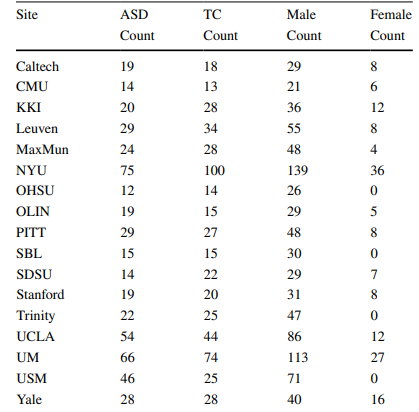 Site ASD TC Male Female
Count Count Count Count
Caltech 19 18 29 8
CMU 14 13 21 6
KKI 20 28 36 12
Leuven 29 34 55 8
MaxMun 24 28 48 4
NYU 75 100 139 36
OHSU 12 14 26 0
OLIN 19 15 29 5
PITT 29 27 48 8
SBL 15 15 30 0
SDSU 14 22 29 7
Stanford 19 20 31 8
Trinity 22 25 47 0
UCLA 54 44 86 12
UM 66 74 113 27
USM 46 25 71 0
Yale 28 28 40 16